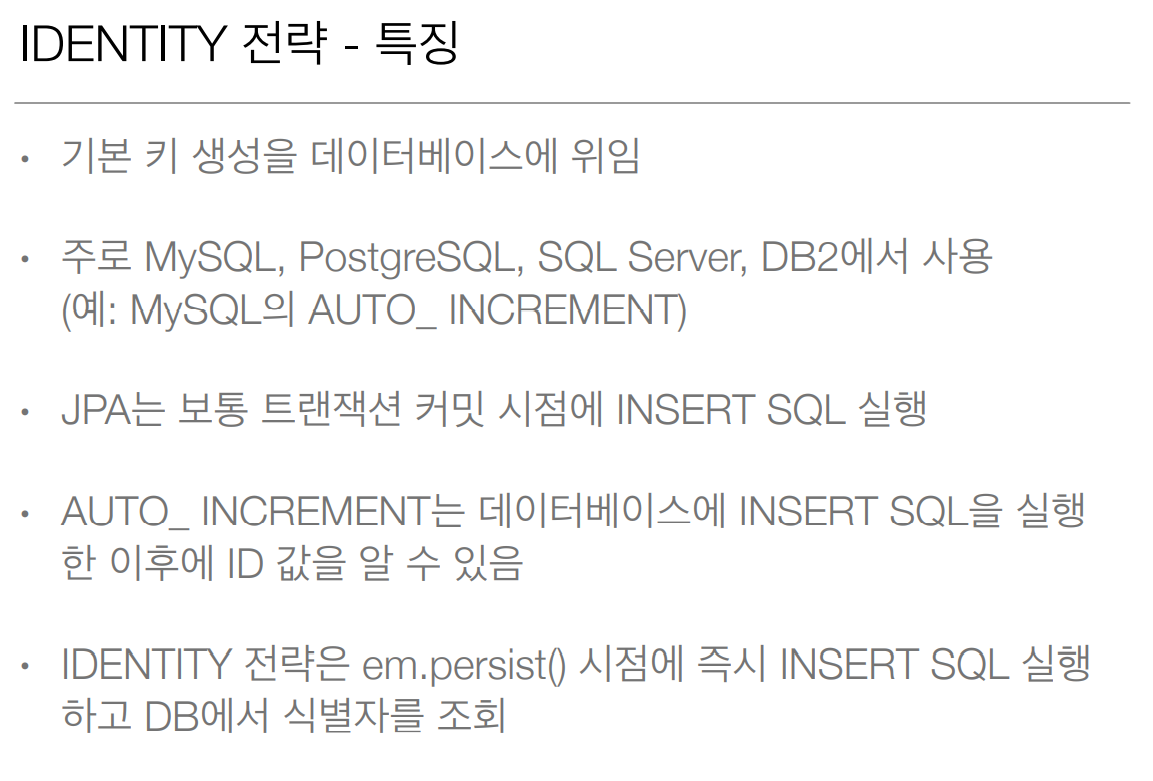 IDENTITY 전략 - 특징
• 기본 키 생성을 데이터베이스에 위임
• 주로 MySQL, PostgreSQL, SQL Server, DB2에서 사용
(예: MySQL의 AUTO_ INCREMENT)
• JPA는 보통 트랜잭션 커밋 시점에 INSERT SQL 실행
• AUTO_ INCREMENT는 데이터베이스에 INSERT SQL을 실행
한 이후에 ID 값을 알 수 있음
• IDENTITY 전략은 em.persist() 시점에 즉시 INSERT SQL 실행
하고 DB에서 식별자를 조회